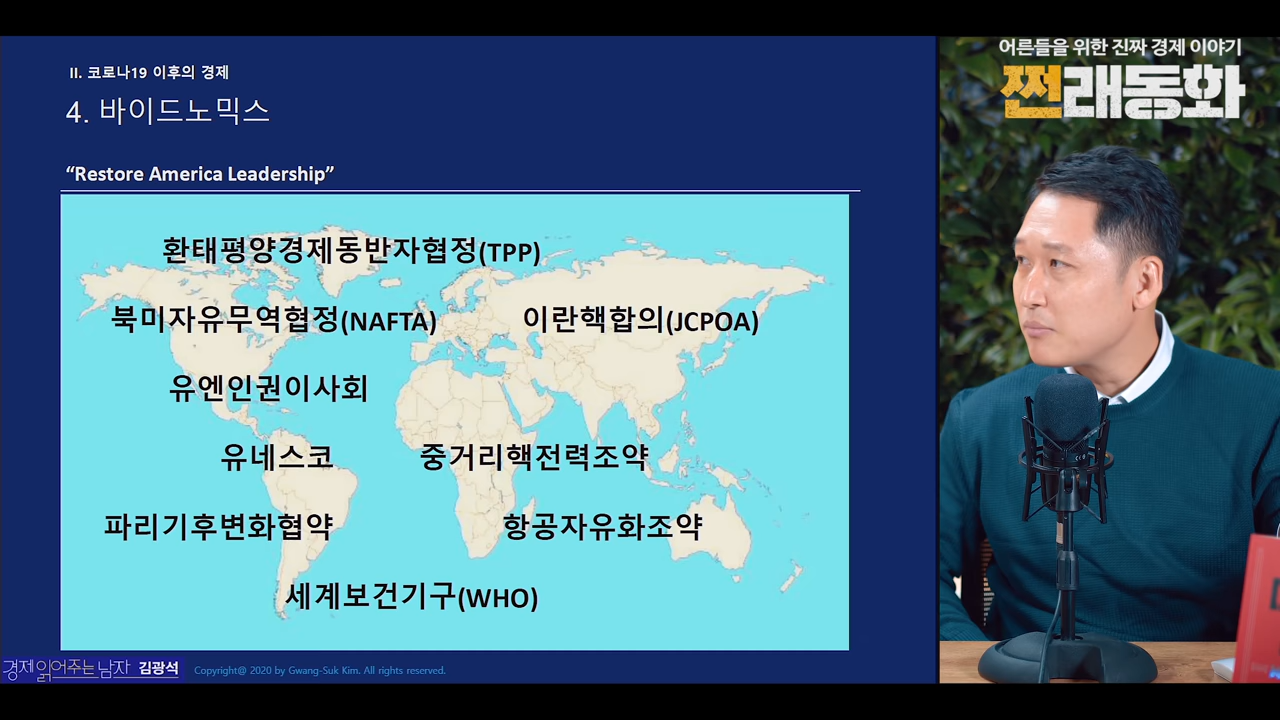 II. 코로나19 이후의 경제
4. 바이드노믹스
“Restore America Leadership”
환태평양경제동반자협정(TPP)
북미자유무역협정(NAFTA)
이란핵합의(JCPOA)
유엔인권이사회
유네스코
중거리핵전력조약
파리기후변화협약
항공자유화조약
세계보건기구(WHO)
경제 읽어주는 남자 김광석
Copyright@ 2020 by Gwang-Suk Kim. All rights reserved.
어른들을 위한 진짜 경제 이야기
쩐래동화